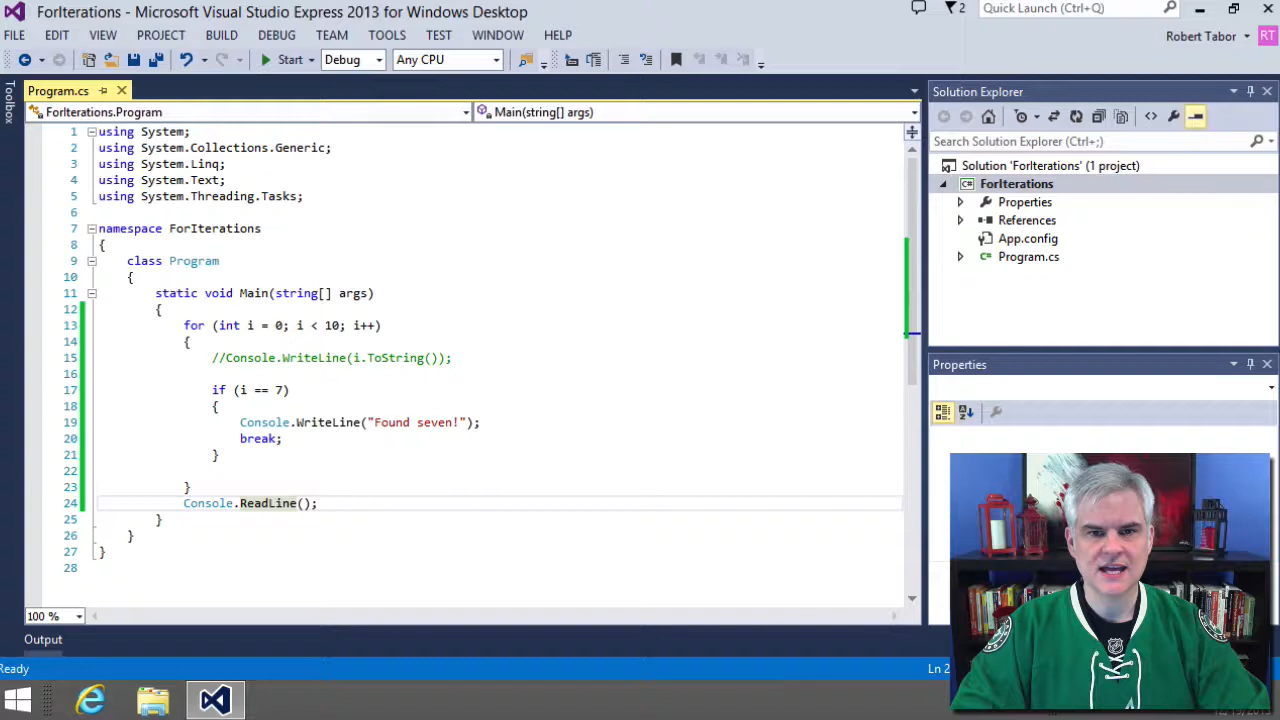 ForIterations - Microsoft Visual Studio Express 2013 for Windows Desktop
2
Quick Launch (Ctrl+Q)
FILE EDIT VIEW PROJECT BUILD DEBUG TEAM TOOLS TEST WINDOW HELP
Robert Tabor
RT
Start
Debug
Any CPU
Toolbox
Program.cs
ForIterations.Program
Main(string[] args)
1 using System;
2 using System.Collections.Generic;
3 using System.Linq;
4 using System.Text;
5 using System.Threading.Tasks;
6
7 namespace ForIterations
8 {
9 class Program
10 {
11 static void Main(string[] args)
12 {
13 for (int i = 0; i < 10; i++)
14 {
15 //Console.WriteLine(i.ToString());
16
17 if (i == 7)
18 {
19 Console.WriteLine("Found seven!");
20 break;
21 }
22
23 }
24 Console.ReadLine();
25 }
26 }
27 }
28
100 %
Output
Ready
Ln 2
Solution Explorer
Search Solution Explorer (Ctrl+;)
Solution 'ForIterations' (1 project)
ForIterations
Properties
References
App.config
Program.cs
Properties